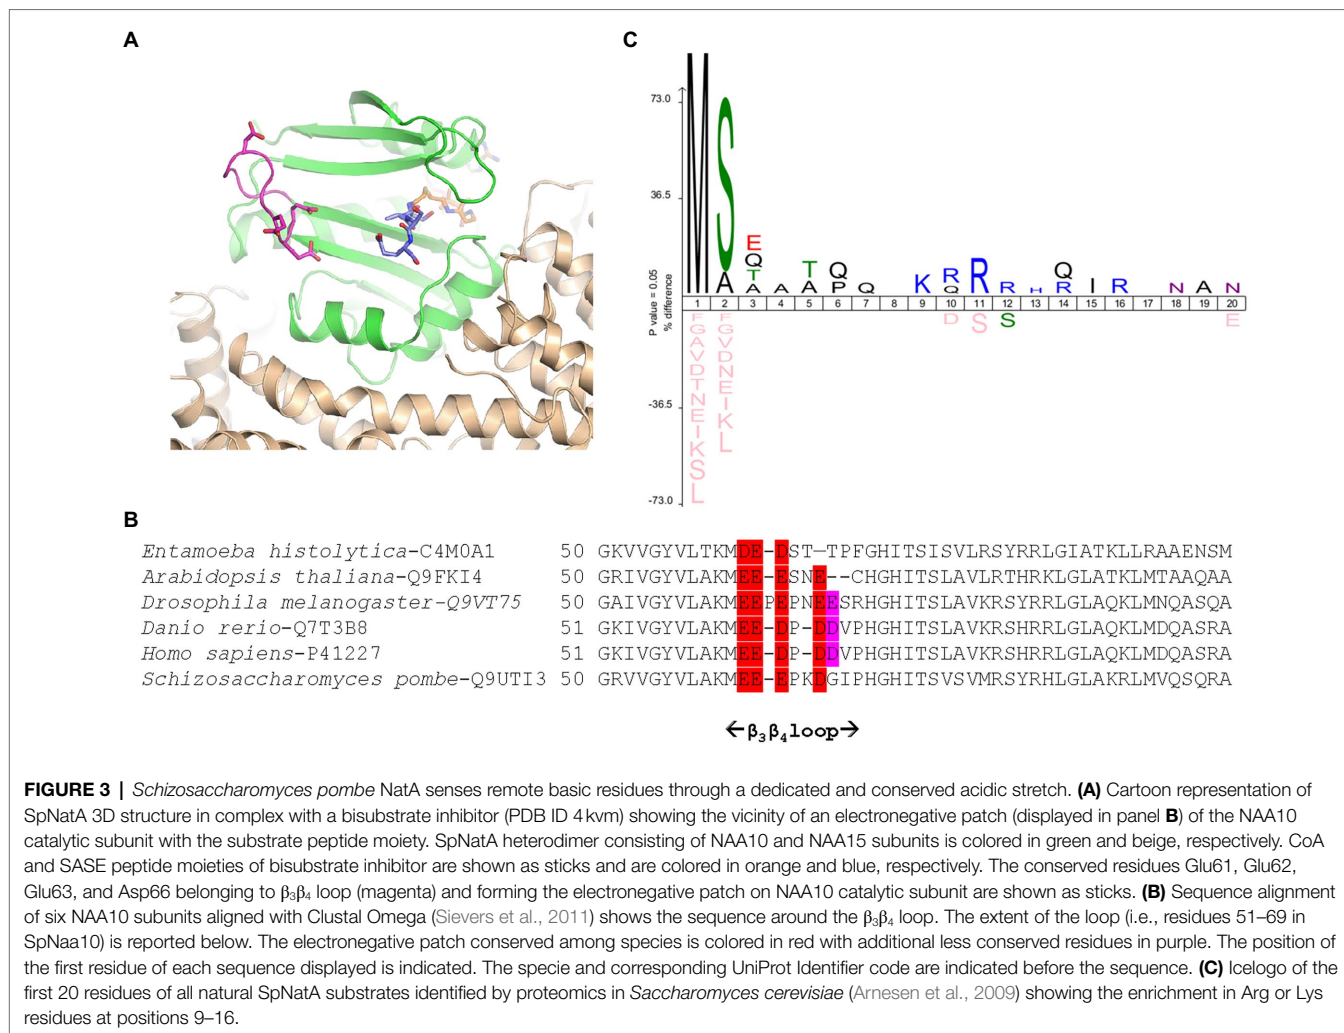 A
C
73.0
36.5
P value = 0.05
% difference
-36.5
-73.0
M S E Q T A A T A Q P Q K R Q R R H Q R I R N A N
1 2 3 4 5 6 7 8 9 10 11 12 13 14 15 16 17 18 19 20
F G A V D T N E I K S L
F G V D N E I K L
D S S E
B
Entamoeba histolytica-C4M0A1 50 GKVVGYVLTKMDE-DST-TPFGHITSISVLRSYRRLGIATKLLRAAENSM
Arabidopsis thaliana-Q9FKI4 50 GRIVGYVLAKMEE-ESNE--CHGHITSLAVLRTHRKLGLATKLMTAAQAA
Drosophila melanogaster-Q9VT75 50 GAIVGYVLAKMEEPEPNEESRHGHITSLAVKRSYRRLGLAQKLMNQASQA
Danio rerio-Q7T3B8 51 GKIVGYVLAKMEE-DP-DDVPHGHITSLAVKRSHRRLGLAQKLMDQASRA
Homo sapiens-P41227 51 GKIVGYVLAKMEE-DP-DDVPHGHITSLAVKRSHRRLGLAQKLMDQASRA
Schizosaccharomyces pombe-Q9UTI3 50 GRVVGYVLAKMEE-EPKDGIPHGHITSVSVMRSYRHLGLAKRLMVQSQRA
←β₃β₄loop→
FIGURE 3 | Schizosaccharomyces pombe NatA senses remote basic residues through a dedicated and conserved acidic stretch. (A) Cartoon representation of
SpNatA 3D structure in complex with a bisubstrate inhibitor (PDB ID 4kvm) showing the vicinity of an electronegative patch (displayed in panel B) of the NAA10
catalytic subunit with the substrate peptide moiety. SpNatA heterodimer consisting of NAA10 and NAA15 subunits is colored in green and beige, respectively. CoA
and SASE peptide moieties of bisubstrate inhibitor are shown as sticks and are colored in orange and blue, respectively. The conserved residues Glu61, Glu62,
Glu63, and Asp66 belonging to β₃β₄ loop (magenta) and forming the electronegative patch on NAA10 catalytic subunit are shown as sticks. (B) Sequence alignment
of six NAA10 subunits aligned with Clustal Omega (Sievers et al., 2011) shows the sequence around the β₃β₄ loop. The extent of the loop (i.e., residues 51–69 in
SpNaa10) is reported below. The electronegative patch conserved among species is colored in red with additional less conserved residues in purple. The position of
the first residue of each sequence displayed is indicated. The specie and corresponding UniProt Identifier code are indicated before the sequence. (C) Icelogo of the
first 20 residues of all natural SpNatA substrates identified by proteomics in Saccharomyces cerevisiae (Arnesen et al., 2009) showing the enrichment in Arg or Lys
residues at positions 9–16.